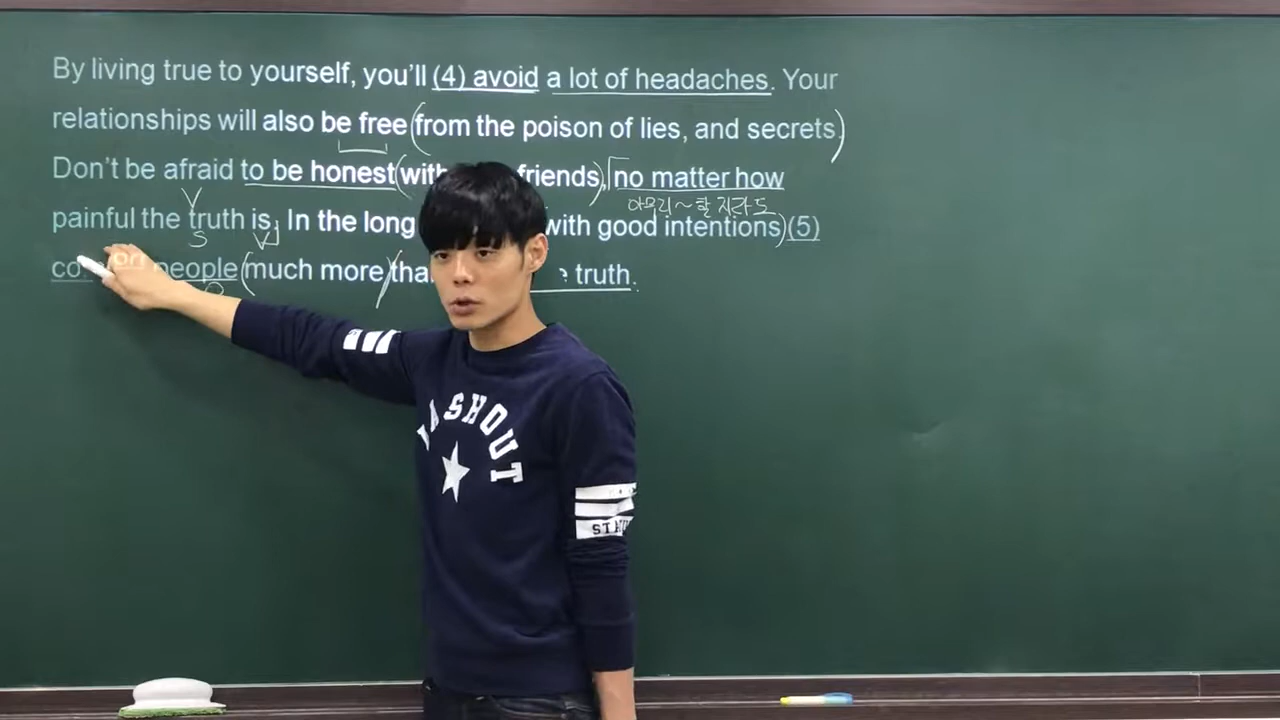 By living true to yourself, you'll (4) avoid a lot of headaches. Your
relationships will also be free (from the poison of lies, and secrets)
Don't be afraid to be honest (with friends), no matter how
아무리~할지라도
painful the truth is. In the long with good intentions) (5)
V
S
V
people (much more) truth.
O
STAR